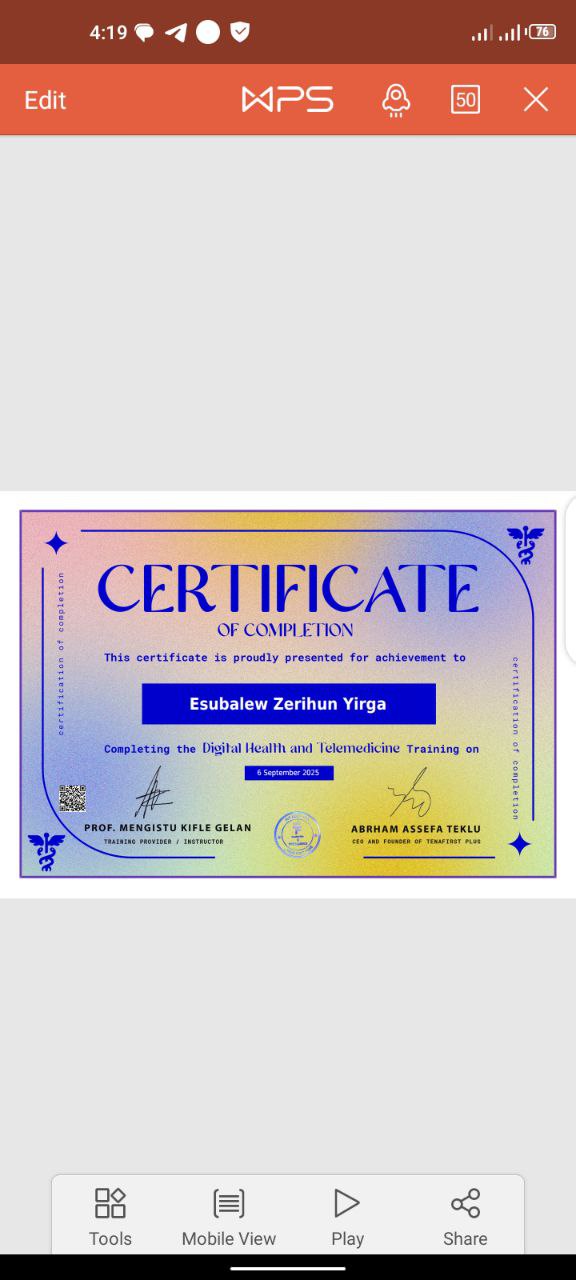 4:19
76
Edit
WPS
50
CERTIFICATE
OF COMPLETION
certification of completion
This certificate is proudly presented for achievement to
Esubalew Zerihun Yirga
certification of completion
Completing the Digital Health and Telemedicine Training on
6 September 2025
PROF. MENGISTU KIFLE GELAN
TRAINING PROVIDER / INSTRUCTOR
ABRHAM ASSEFA TEKLU
CEO AND FOUNDER OF TENAFIRST PLUS
Tools
Mobile View
Play
Share